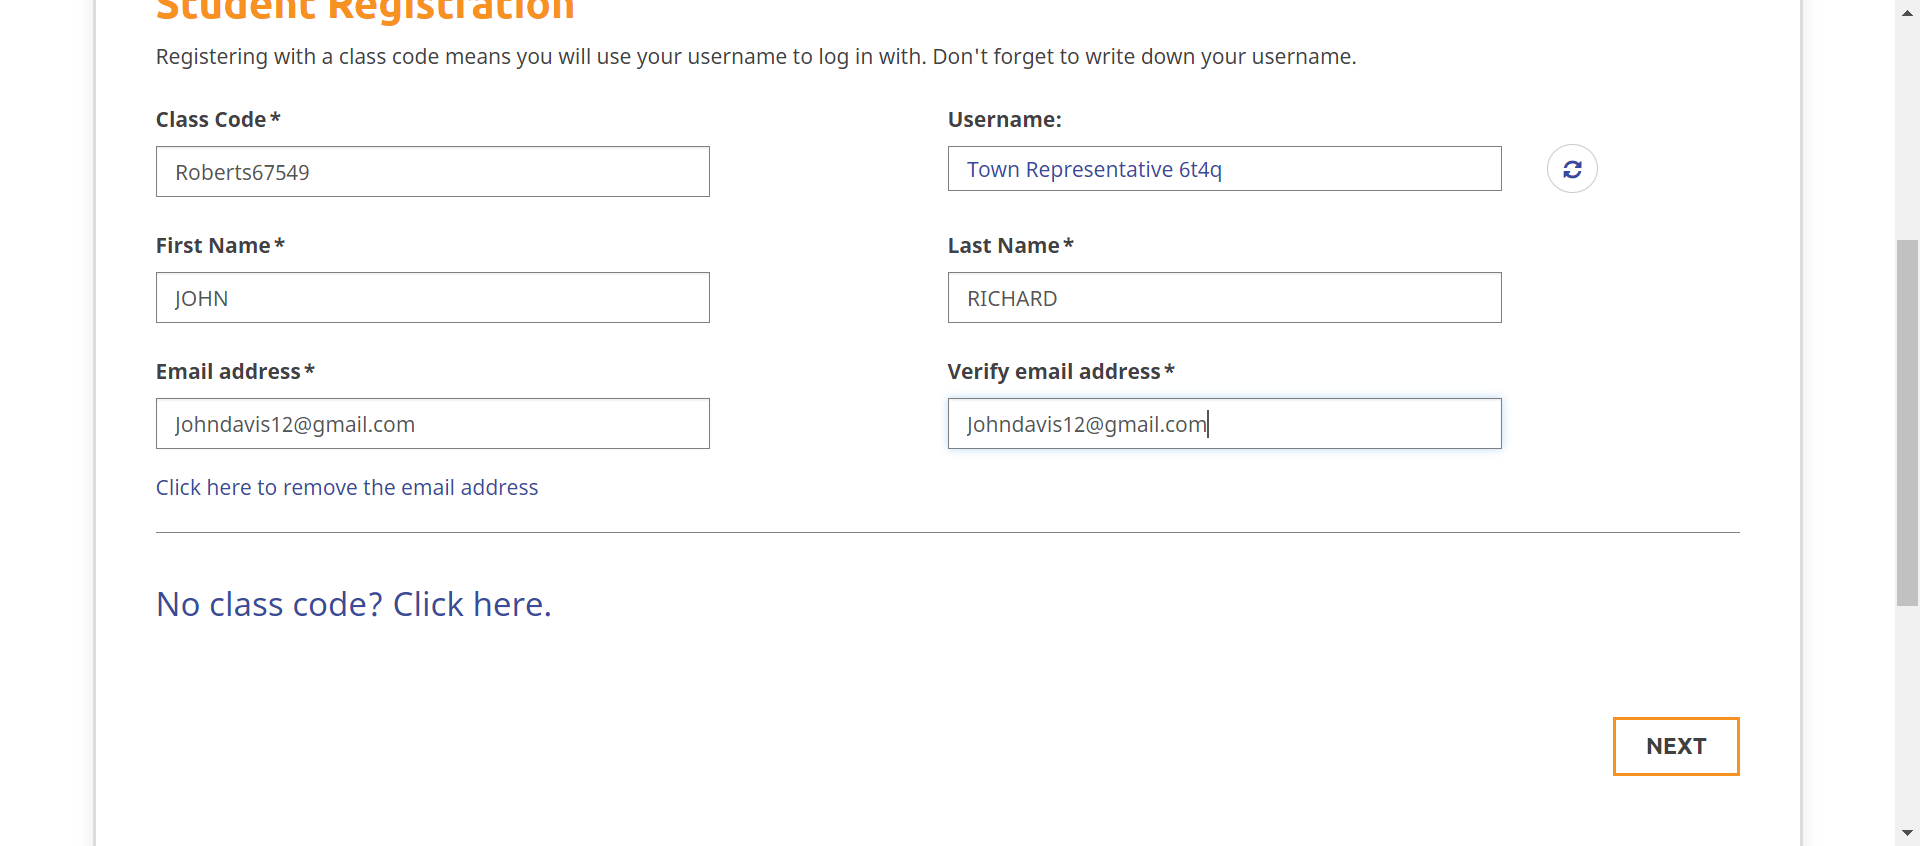 Student Registration
Registering with a class code means you will use your username to log in with. Don't forget to write down your username.
Class Code*
Username:
Roberts67549
Town Representative 6t4q
First Name*
Last Name*
JOHN
RICHARD
Email address*
Verify email address*
Johndavis12@gmail.com
Johndavis12@gmail.com
Click here to remove the email address
No class code? Click here.
NEXT